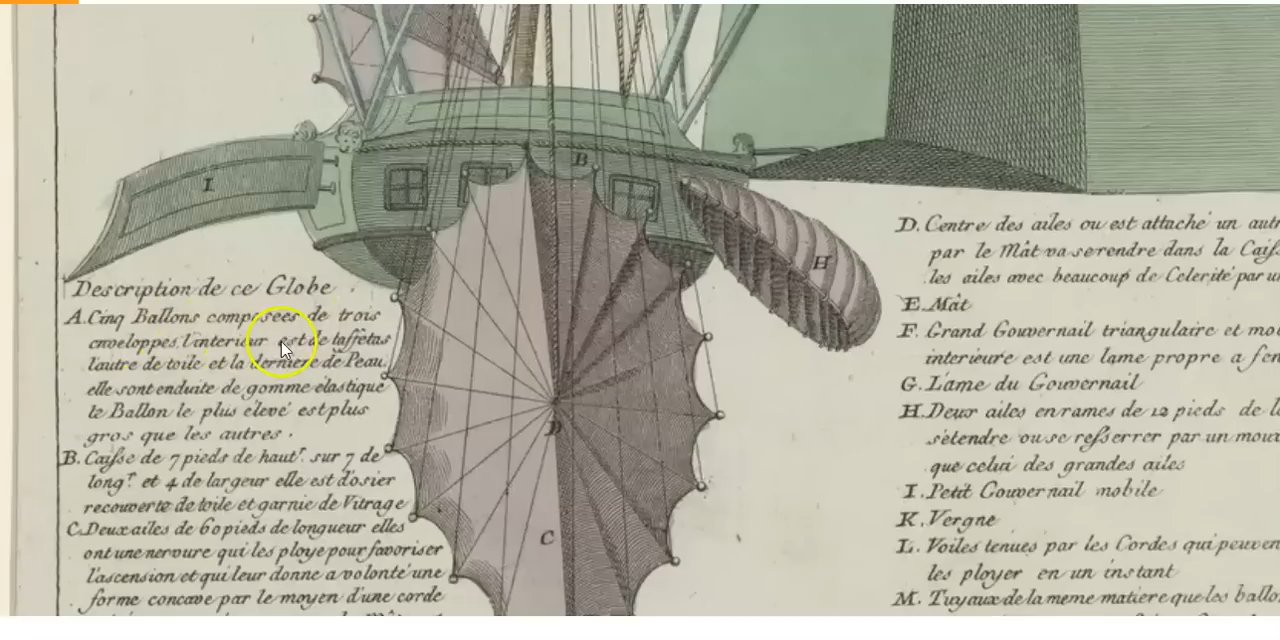 I
B
H
D
C
Description de ce Globe
A. Cinq Ballons composées de trois
enveloppes, l'interieur est de taffetas
l'autre de toile et la derniere de Peau.
elle sont enduite de gomme élastique
le Ballon le plus élevé est plus
gros que les autres.
B. Caisse de 7 pieds de haut.r sur 7 de
long.r et 4 de largeur elle est d'osier
recouverte de toile et garnie de Vitrage
C. Deux ailes de 60 pieds de longueur elles
ont une nervure qui les ploye pour favoriser
l'ascension et qui leur donne a volonté une
forme concave par le moyen d'une corde
D. Centre des ailes ou est attaché un autr
par le Mât va se rendre dans la Caiss
les ailes avec beaucoup de Celerité par u
E. Mât
F. Grand Gouvernail triangulaire et mo
interieure est une lame propre a fen
G. L'ame du Gouvernail
H. Deux ailes en rames de 12 pieds de l
s'etendre ou se resserrer par un mou
que celui des grandes ailes
I. Petit Gouvernail mobile
K. Vergne
L. Voiles tenues par les Cordes qui peuven
les ployer en un instant
M. Tuyaux de la meme matiere que les ballo